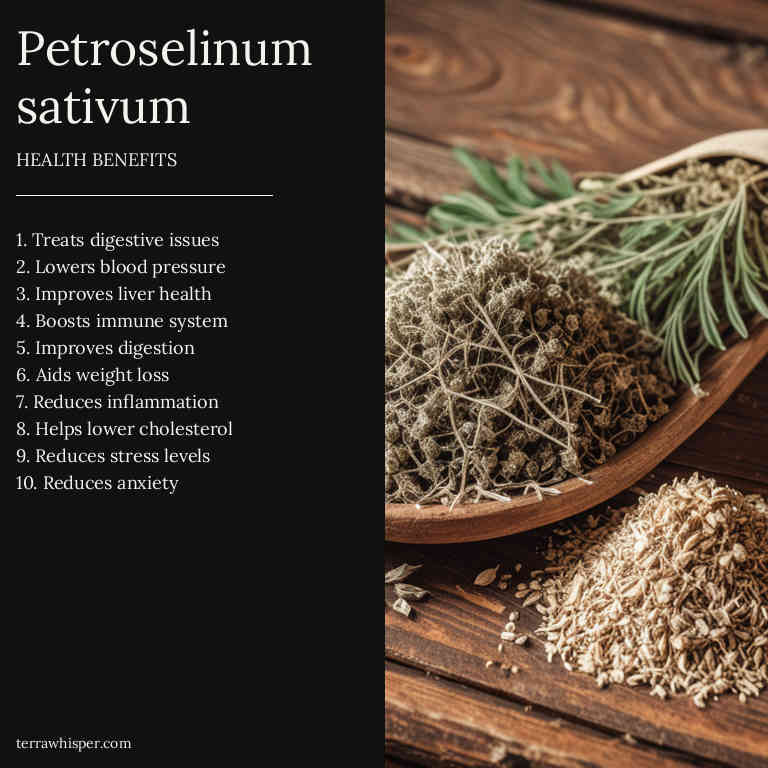 Petroselinum
sativum
HEALTH BENEFITS
1. Treats digestive issues
2. Lowers blood pressure
3. Improves liver health
4. Boosts immune system
5. Improves digestion
6. Aids weight loss
7. Reduces inflammation
8. Helps lower cholesterol
9. Reduces stress levels
10. Reduces anxiety
terrawhisper.com